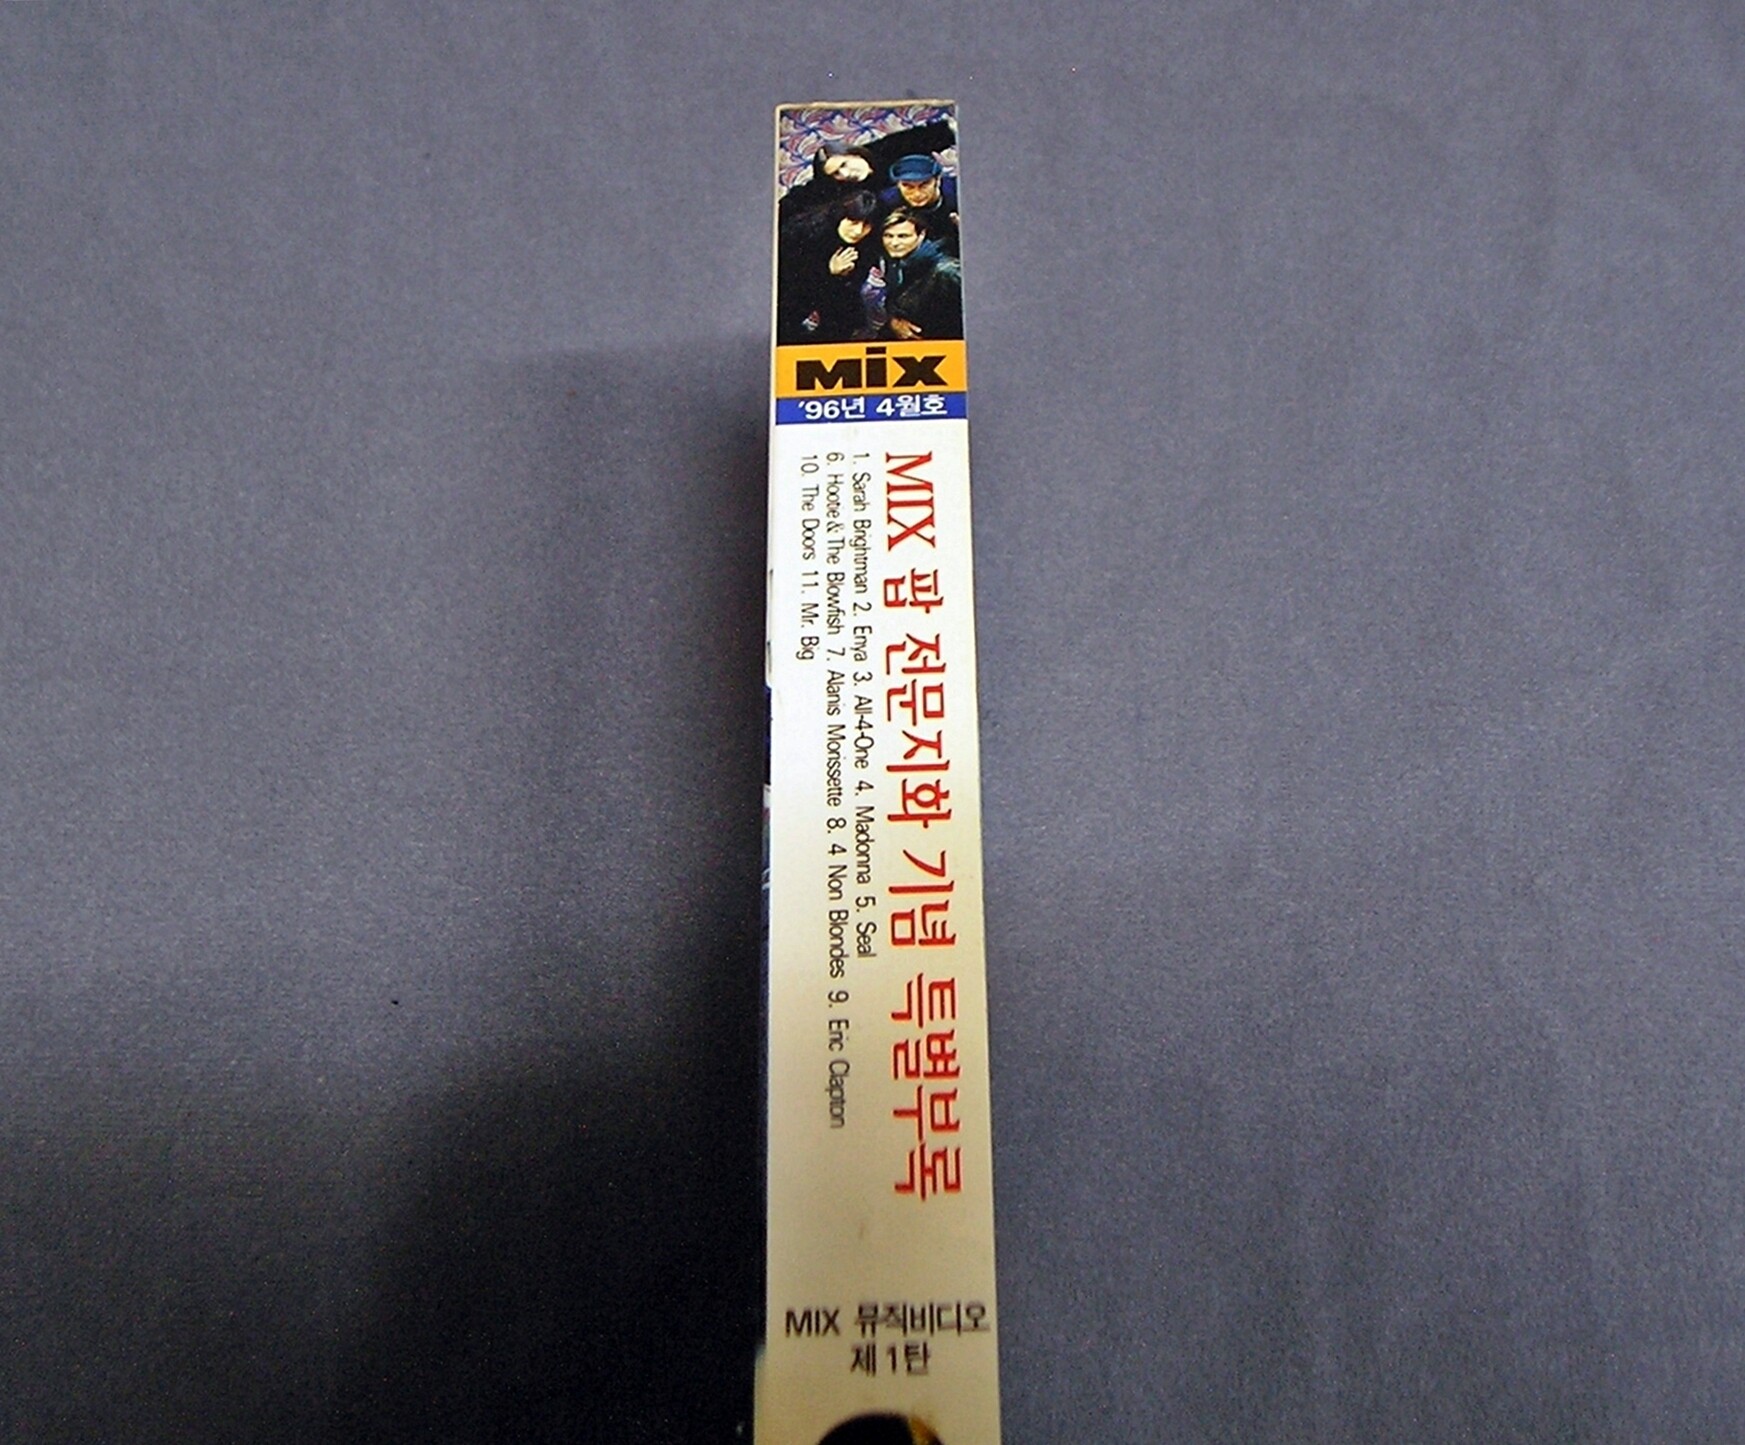 Mix
'96년 4월호
MIX 팝 전문지화 기념 특별부록
1. Sarah Brightman 2. Enya 3. All-4-One 4. Madonna 5. Seal
6. Hootie & The Blowfish 7. Alanis Morissette 8. 4 Non Blondes 9. Eric Clapton
10. The Doors 11. Mr. Big
MIX 뮤직비디오
제1탄